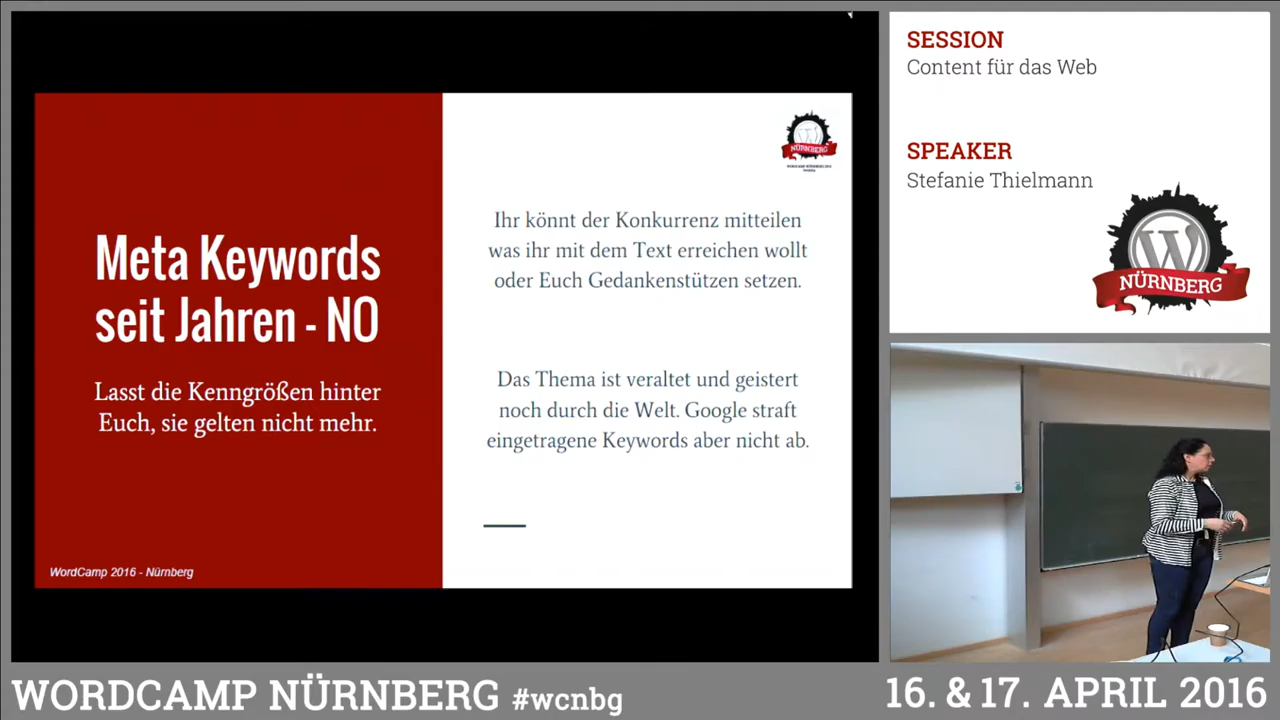 Meta Keywords
seit Jahren - NO
Lasst die Kenngrößen hinter
Euch, sie gelten nicht mehr.
WordCamp 2016 - Nürnberg
NÜRNBERG
WORDCAMP NÜRNBERG 2016
Ihr könnt der Konkurrenz mitteilen
was ihr mit dem Text erreichen wollt
oder Euch Gedankenstützen setzen.
Das Thema ist veraltet und geistert
noch durch die Welt. Google straft
eingetragene Keywords aber nicht ab.
SESSION
Content für das Web
SPEAKER
Stefanie Thielmann
W
NÜRNBERG
WORDCAMP NÜRNBERG #wcnbg
16. & 17. APRIL 2016